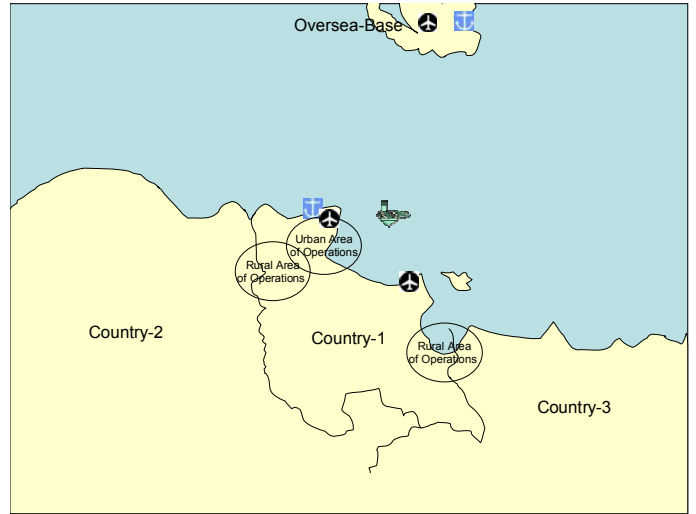 Oversea-Base
Urban Area
of Operations
Rural Area
of Operations
Country-2
Country-1
Rural Area
of Operations
Country-3